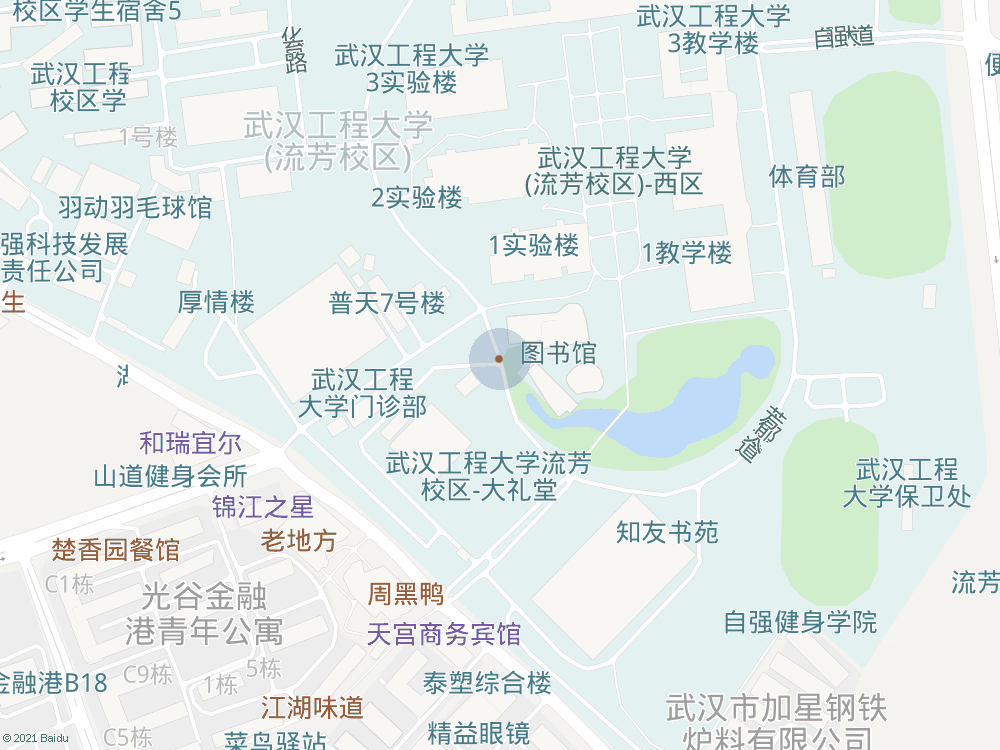 校区学生宿舍5
化育路
武汉工程大学
3实验楼
武汉工程大学
3教学楼
自强大道
便
武汉工程
校区学
1号楼
武汉工程大学
(流芳校区)
武汉工程大学
(流芳校区)-西区
体育部
2实验楼
羽动羽毛球馆
强科技发展
责任公司
1实验楼
1教学楼
生
厚情楼
普天7号楼
图书馆
武汉工程
大学门诊部
和瑞宜尔
山道健身会所
武汉工程大学流芳
校区-大礼堂
武汉工程
大学保卫处
锦江之星
老地方
知友书苑
楚香园餐馆
C1栋
光谷金融
港青年公寓
周黑鸭
天宫商务宾馆
流芳
自强健身学院
C9栋
5栋
1栋
金融港B18
泰塑综合楼
江湖味道
武汉市加星钢铁
炉料有限公司
C5栋
菜鸟驿站
精益眼镜
© 2021 Baidu